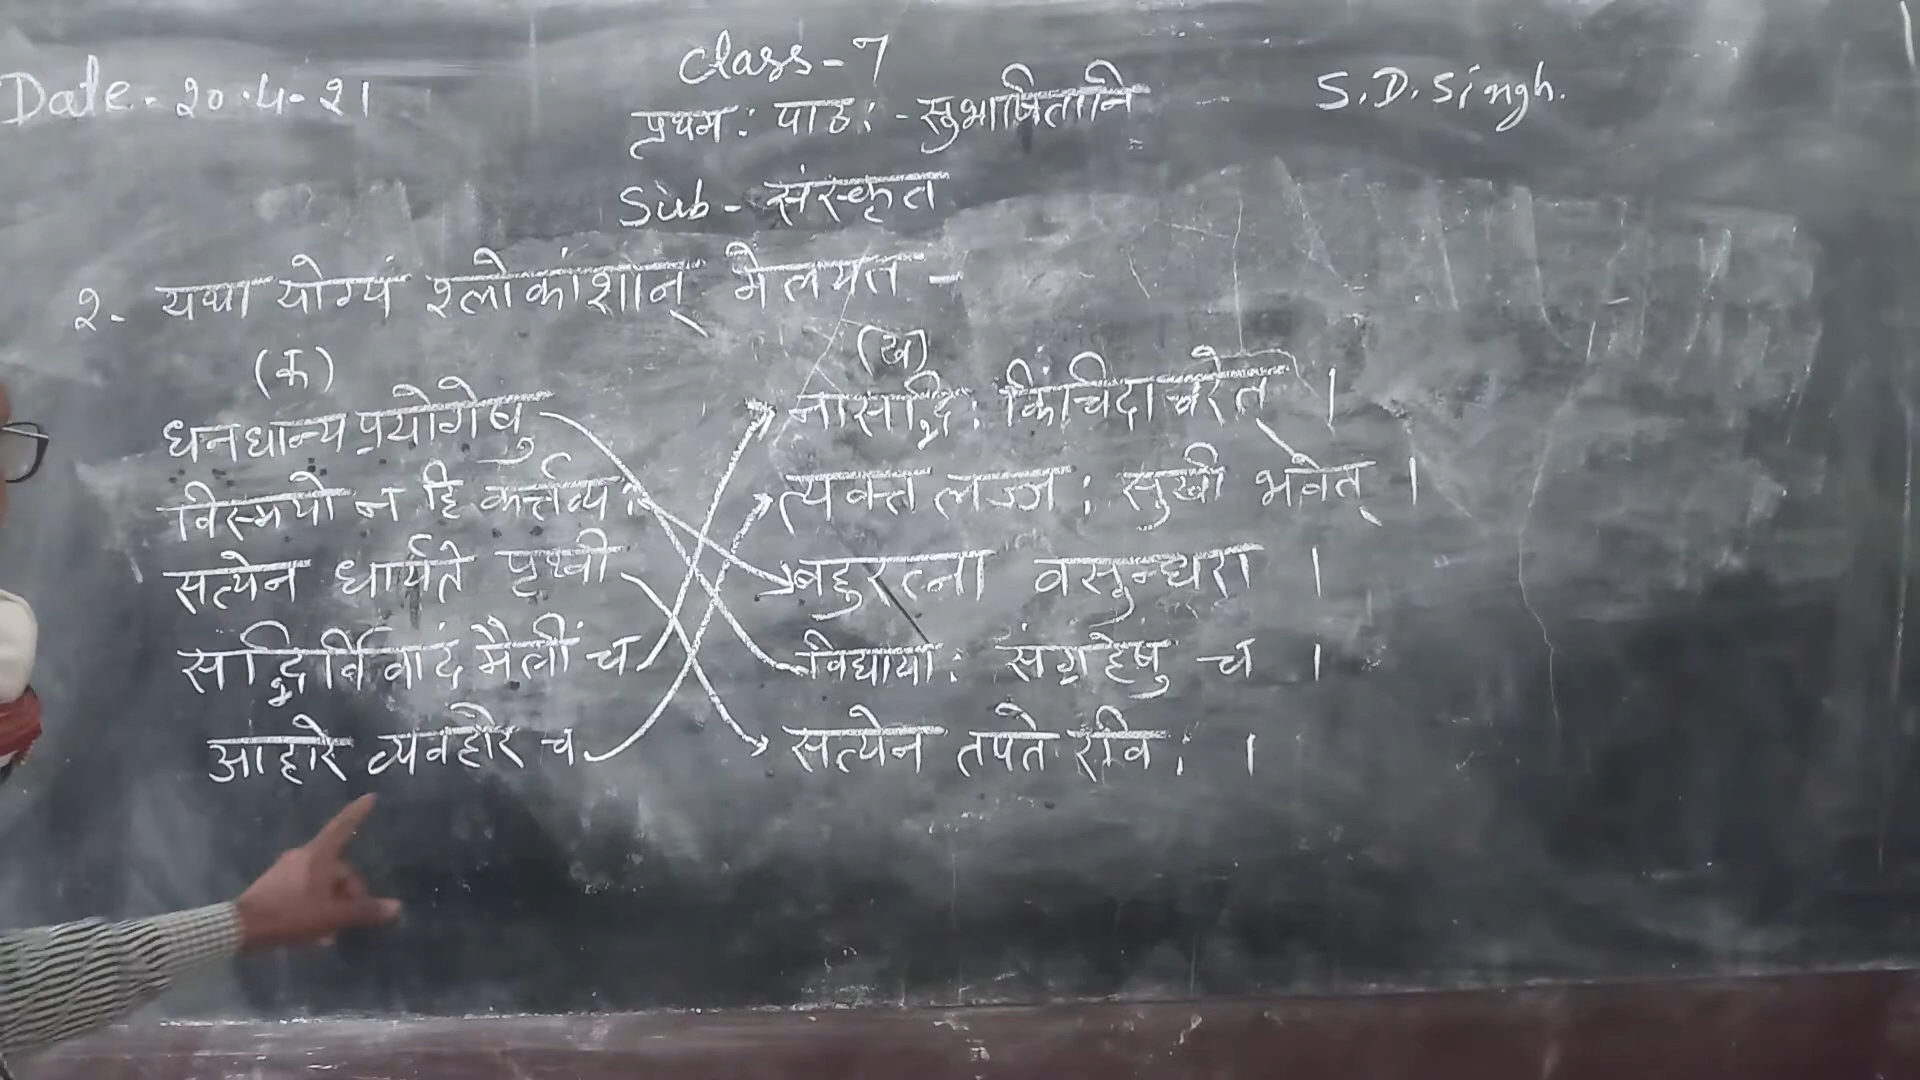 Class-7
Date-20.4-21
S.D.Singh.
प्रथमः पाठः-सुभाषितानि
Sub-संस्कृत
2. यथा योग्यं श्लोकांशान् मेलयत -
(क) (ख)
धनधान्यप्रयोगेषु नासद्भिः किंचिदाचरेत् ।
विस्मयो न हि कर्त्तव्यः त्यक्तलज्जः सुखी भवेत् ।
सत्येन धार्यते पृथ्वी बहुरत्ना वसुन्धरा ।
सद्भिर्विवादं मैत्रीं च विद्यायाः संग्रहेषु च ।
आहारे व्यवहारे च सत्येन तपते रविः ।